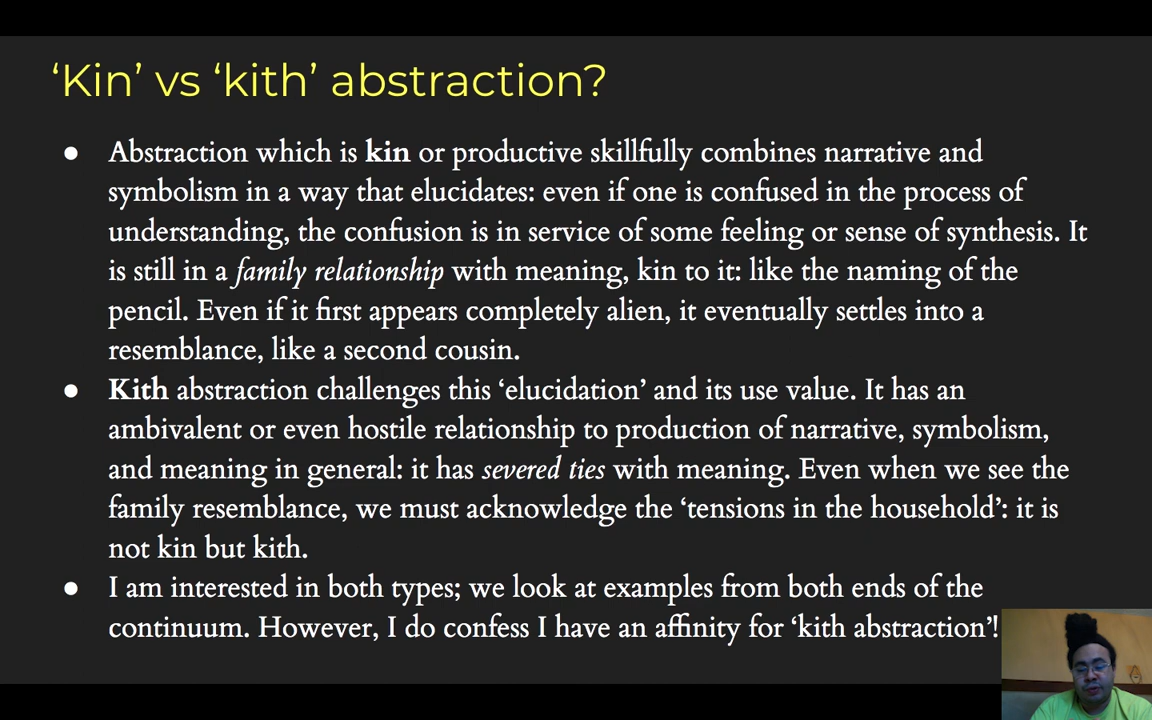 ‘Kin’ vs ‘kith’ abstraction?
● Abstraction which is kin or productive skillfully combines narrative and
symbolism in a way that elucidates: even if one is confused in the process of
understanding, the confusion is in service of some feeling or sense of synthesis. It
is still in a family relationship with meaning, kin to it: like the naming of the
pencil. Even if it first appears completely alien, it eventually settles into a
resemblance, like a second cousin.
● Kith abstraction challenges this ‘elucidation’ and its use value. It has an
ambivalent or even hostile relationship to production of narrative, symbolism,
and meaning in general: it has severed ties with meaning. Even when we see the
family resemblance, we must acknowledge the ‘tensions in the household’: it is
not kin but kith.
● I am interested in both types; we look at examples from both ends of the
continuum. However, I do confess I have an affinity for ‘kith abstraction’!